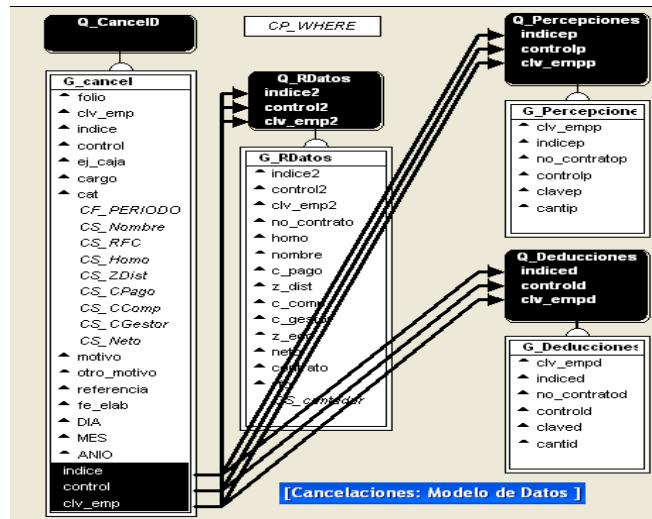 Q_CancelD
CP_WHERE
G_cancel
folio
clv_emp
indice
control
ej_caja
cargo
cat
CF_PERIODO
CS_Nombre
CS_RFC
CS_Homo
CS_ZDist
CS_CPago
CS_CComp
CS_CGestor
CS_Neto
motivo
otro_motivo
referencia
fe_elab
DIA
MES
ANIO
indice
control
clv_emp
Q_RDatos
indice2
control2
clv_emp2
G_RDatos
indice2
control2
clv_emp2
no_contrato
homo
nombre
c_pago
z_dist
c_comp
c_gestor
neto
contrato
CS_contador
Q_Percepciones
indicep
controlp
clv_empp
G_Percepcione
clv_empp
indicep
no_contratop
controlp
clavep
cantip
Q_Deducciones
indiced
controld
clv_empd
G_Deducciones
clv_empd
indiced
no_contratod
controld
claved
cantid
[Cancelaciones: Modelo de Datos ]